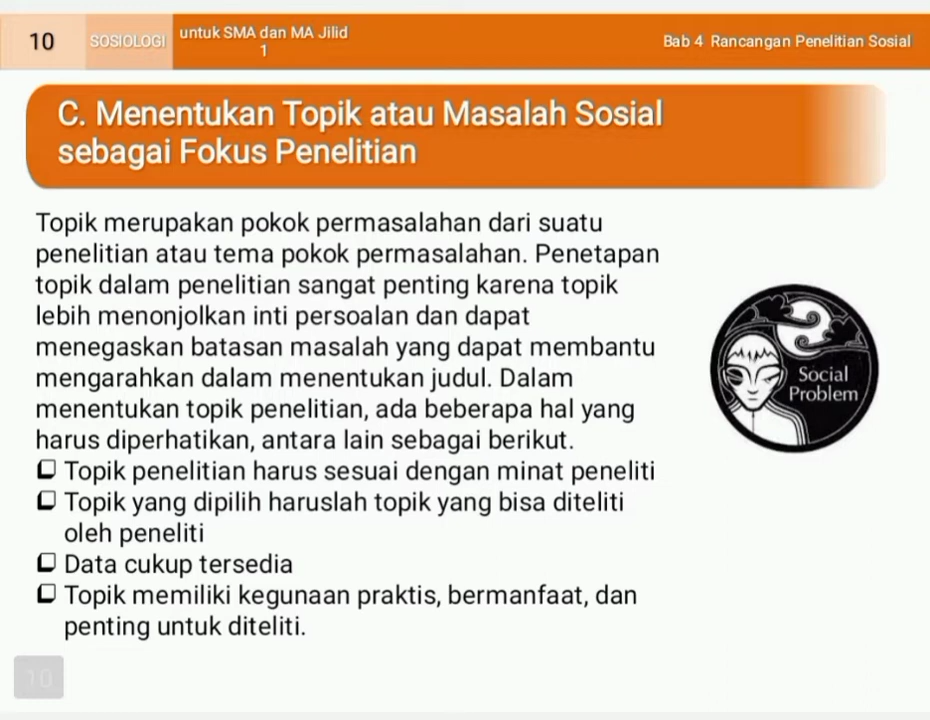 10
SOSIOLOGI
untuk SMA dan MA Jilid
1
Bab 4 Rancangan Penelitian Sosial
C. Menentukan Topik atau Masalah Sosial
sebagai Fokus Penelitian
Topik merupakan pokok permasalahan dari suatu
penelitian atau tema pokok permasalahan. Penetapan
topik dalam penelitian sangat penting karena topik
lebih menonjolkan inti persoalan dan dapat
menegaskan batasan masalah yang dapat membantu
mengarahkan dalam menentukan judul. Dalam
menentukan topik penelitian, ada beberapa hal yang
harus diperhatikan, antara lain sebagai berikut.
❑ Topik penelitian harus sesuai dengan minat peneliti
❑ Topik yang dipilih haruslah topik yang bisa diteliti
oleh peneliti
❑ Data cukup tersedia
❑ Topik memiliki kegunaan praktis, bermanfaat, dan
penting untuk diteliti.
Social
Problem
10